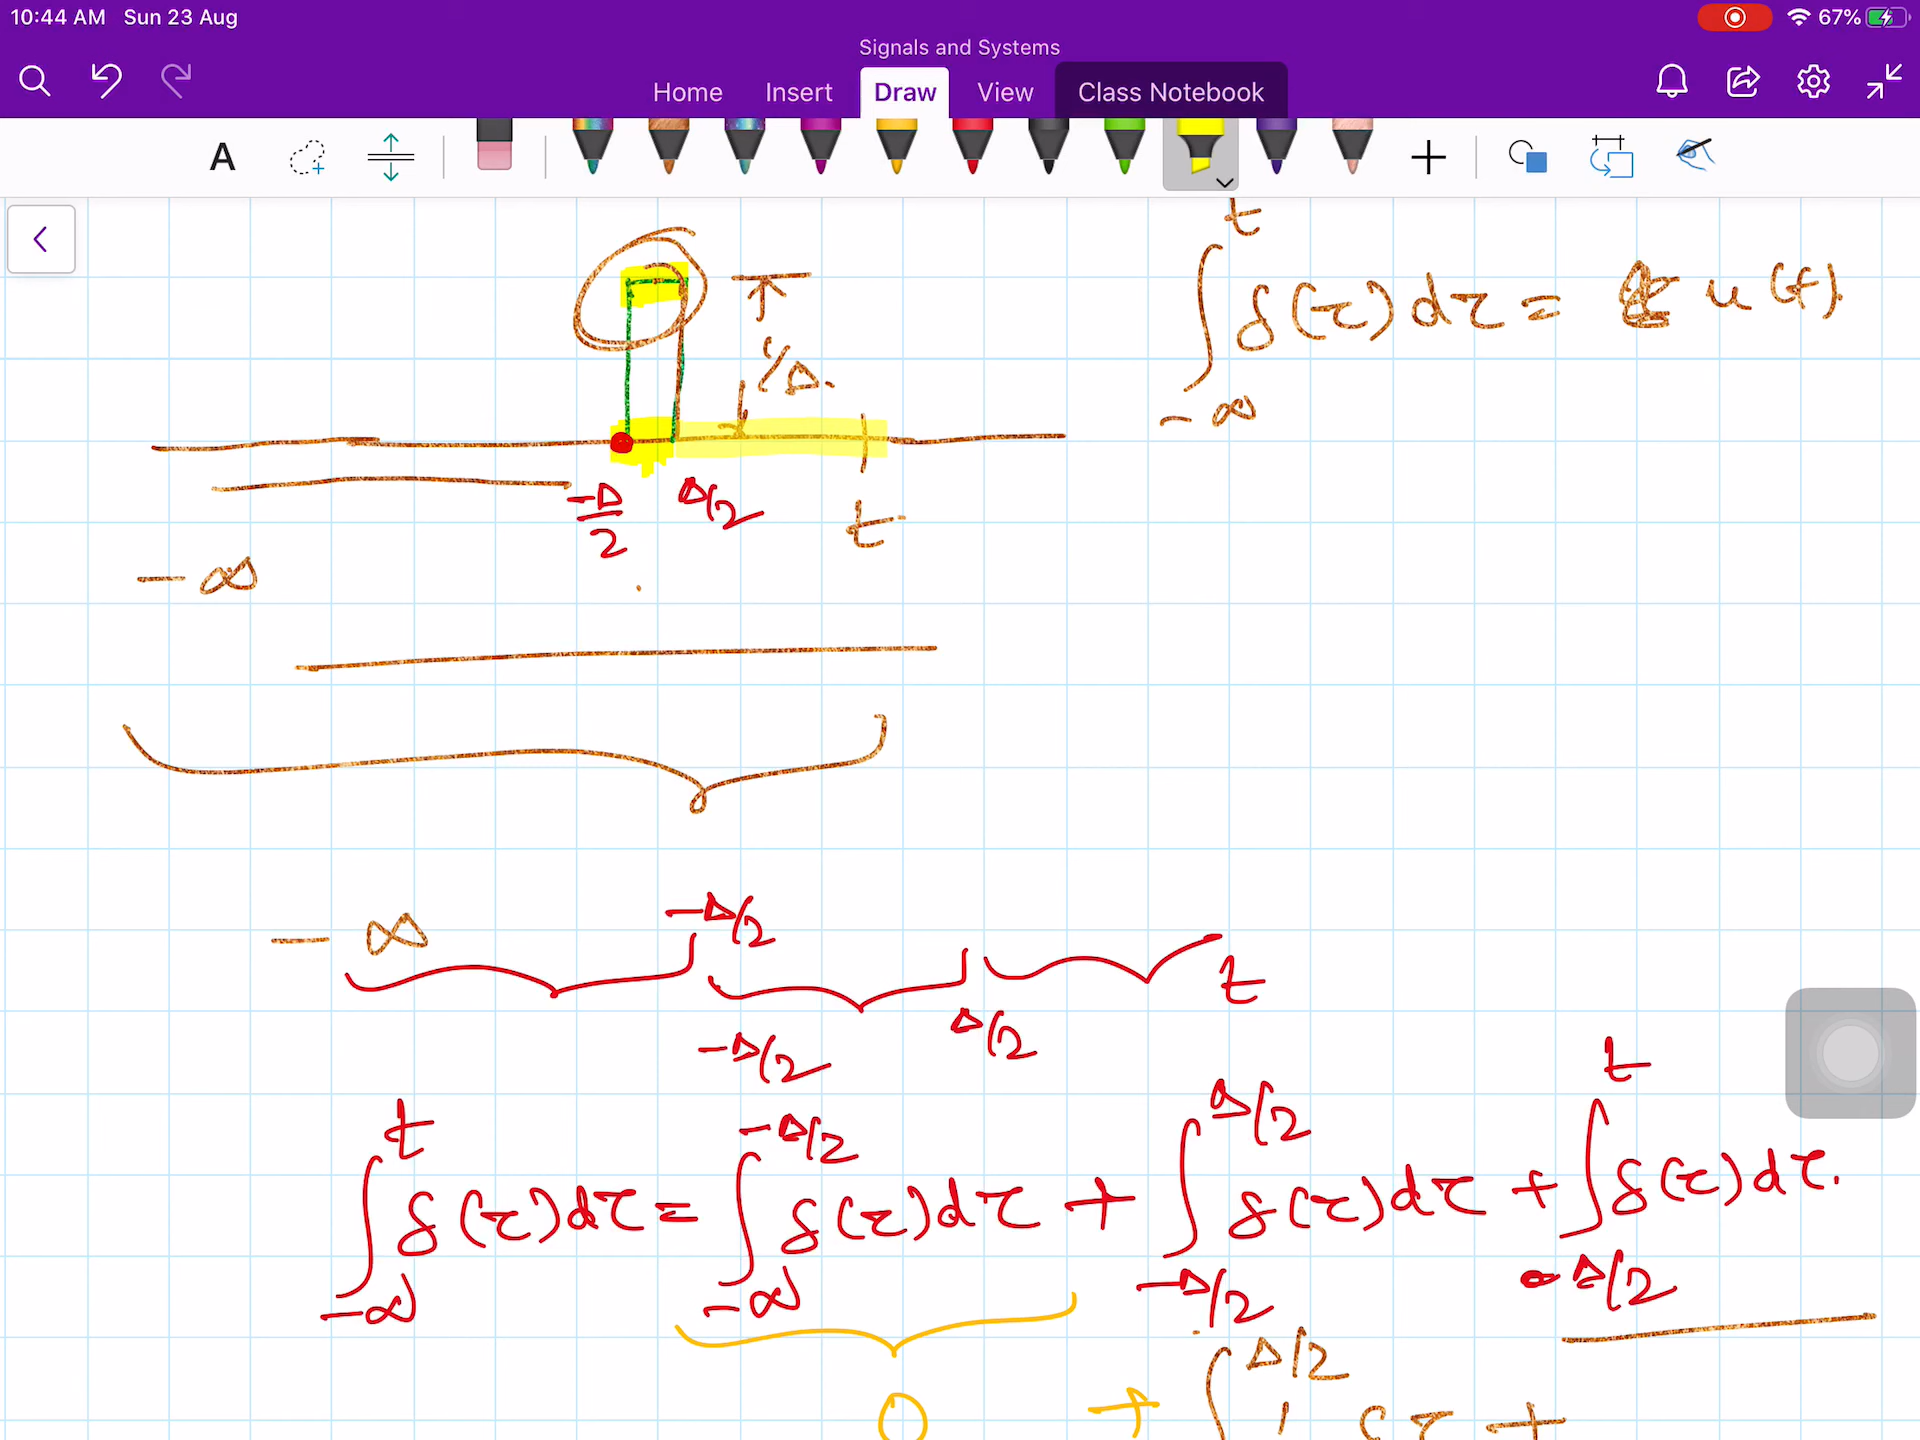 10:44 AM Sun 23 Aug
67%
Signals and Systems
Home Insert Draw View Class Notebook
A
t
∫ δ(τ)dτ = u(t).
-∞
1/Δ.
-Δ/2 Δ/2 t
-∞
-∞ -Δ/2 t
-Δ/2 Δ/2
t -Δ/2 Δ/2 t
∫ δ(τ)dτ = ∫ δ(τ)dτ + ∫ δ(τ)dτ + ∫ δ(τ)dτ.
-∞ -∞ -Δ/2 -Δ/2
Δ/2
0 + ∫